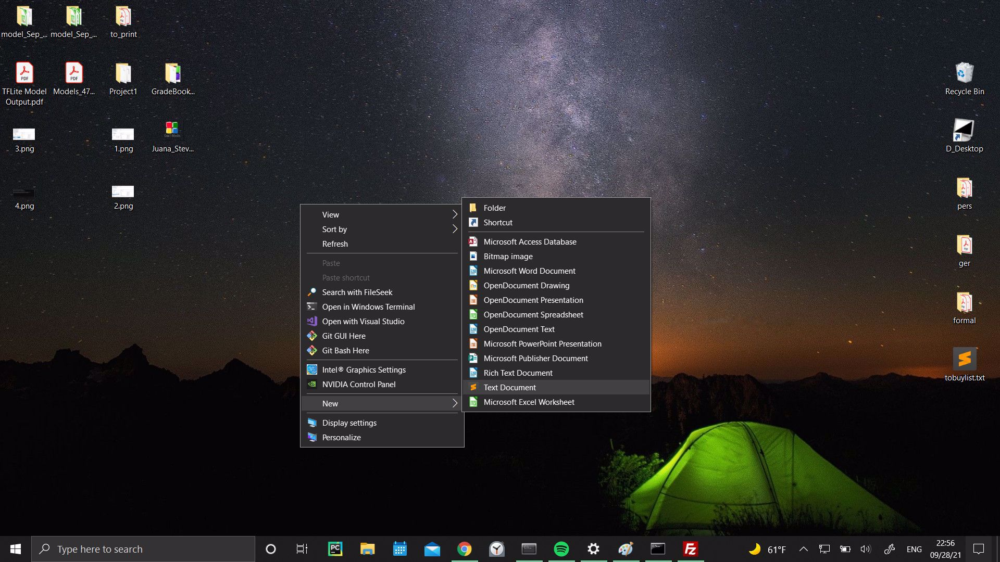 model_Sep_...
model_Sep_...
to_print
TFLite Model
Output.pdf
Models_47...
Project1
GradeBook...
3.png
1.png
Juana_Stev...
4.png
2.png
Recycle Bin
D_Desktop
pers
ger
formal
tobuylist.txt
View
Sort by
Refresh
Paste
Paste shortcut
Search with FileSeek
Open in Windows Terminal
Open with Visual Studio
Git GUI Here
Git Bash Here
Intel® Graphics Settings
NVIDIA Control Panel
New
Display settings
Personalize
Folder
Shortcut
Microsoft Access Database
Bitmap image
Microsoft Word Document
OpenDocument Drawing
OpenDocument Presentation
OpenDocument Spreadsheet
OpenDocument Text
Microsoft PowerPoint Presentation
Microsoft Publisher Document
Rich Text Document
Text Document
Microsoft Excel Worksheet
Type here to search
PC
Fz
61°F
ENG
22:56
09/28/21